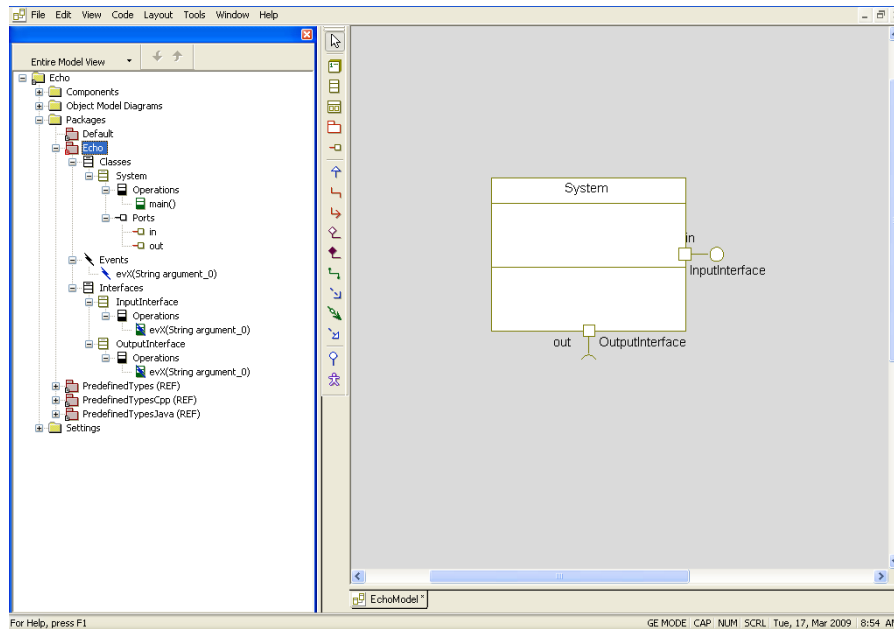 File Edit View Code Layout Tools Window Help
Entire Model View
Echo
Components
Object Model Diagrams
Packages
Default
Echo
Classes
System
Operations
main()
Ports
in
out
Events
evX(String argument_0)
Interfaces
InputInterface
Operations
evX(String argument_0)
OutputInterface
Operations
evX(String argument_0)
PredefinedTypes (REF)
PredefinedTypesCpp (REF)
PredefinedTypesJava (REF)
Settings
System
in
InputInterface
out OutputInterface
EchoModel *
For Help, press F1
GE MODE CAP NUM SCRL Tue, 17, Mar 2009 8:54